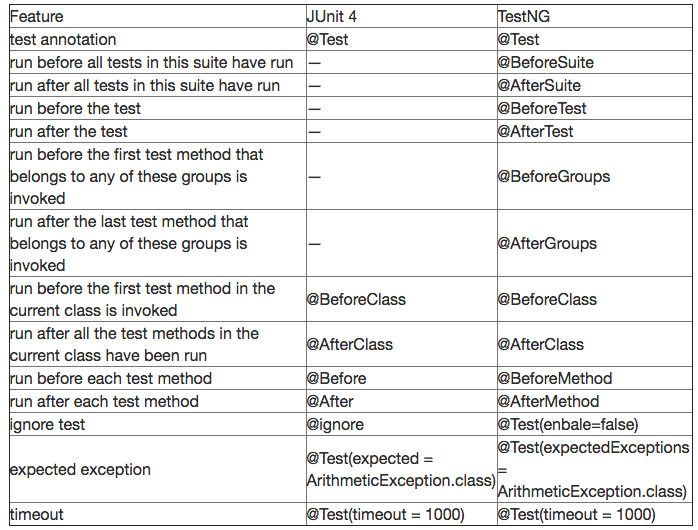 Feature JUnit 4 TestNG
test annotation @Test @Test
run before all tests in this suite have run — @BeforeSuite
run after all tests in this suite have run — @AfterSuite
run before the test — @BeforeTest
run after the test — @AfterTest
run before the first test method that
belongs to any of these groups is — @BeforeGroups
invoked
run after the last test method that
belongs to any of these groups is — @AfterGroups
invoked
run before the first test method in the
current class is invoked @BeforeClass @BeforeClass
run after all the test methods in the
current class have been run @AfterClass @AfterClass
run before each test method @Before @BeforeMethod
run after each test method @After @AfterMethod
ignore test @ignore @Test(enbale=false)
expected exception @Test(expected =
ArithmeticException.class) @Test(expectedExceptions
=
ArithmeticException.class)
timeout @Test(timeout = 1000) @Test(timeout = 1000)